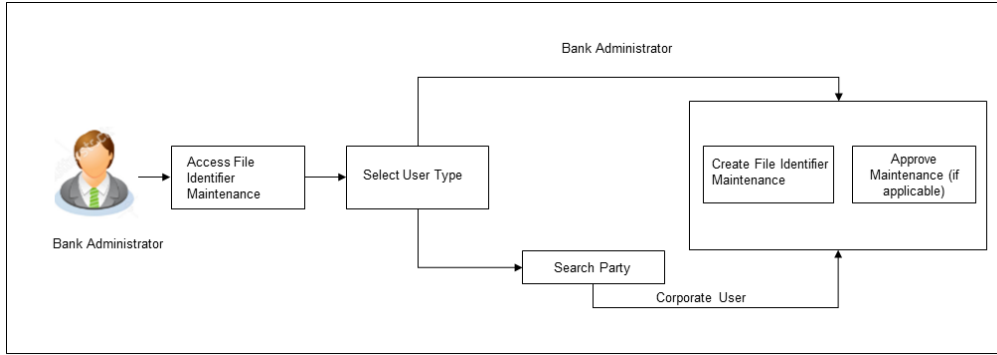 Bank Administrator
Access File
Identifier
Maintenance
Select User Type
Create File Identifier
Maintenance
Approve
Maintenance (if
applicable)
Bank Administrator
Search Party
Corporate User